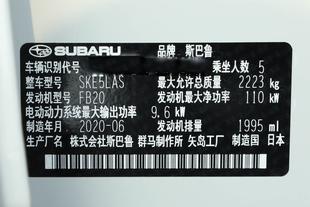 SUBARU 品牌 斯巴鲁
车辆识别代号 乘坐人数 5
整车型号 SKE5LAS 最大允许总质量 2223 kg
发动机型号 FB20 发动机最大净功率 110 kW
电动动力系统最大输出功率 9.6 kW
制造年月 2020-06 发动机排量 1995 ml
生产厂名 株式会社斯巴鲁 群马制作所 矢岛工厂 制造国 日本